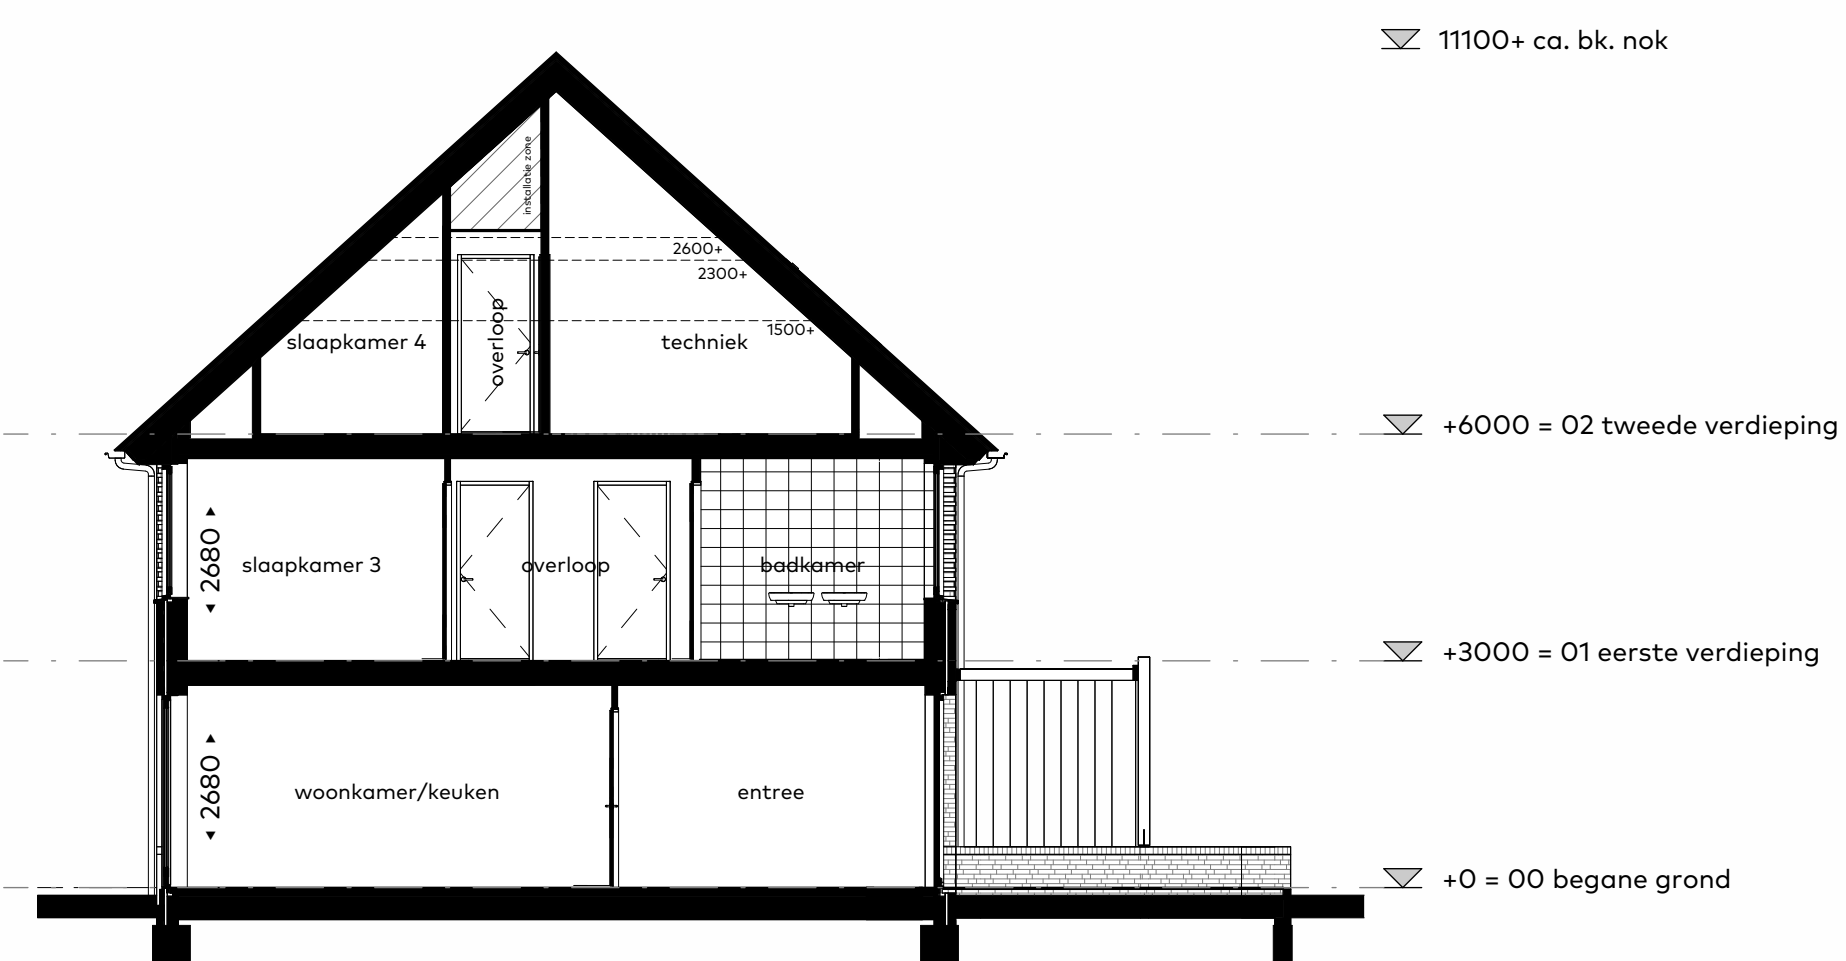 11100+ ca. bk. nok
installatie zone
2600+
2300+
1500+
slaapkamer 4
overloop
techniek
+6000 = 02 tweede verdieping
2680
slaapkamer 3
overloop
badkamer
+3000 = 01 eerste verdieping
2680
woonkamer/keuken
entree
+0 = 00 begane grond